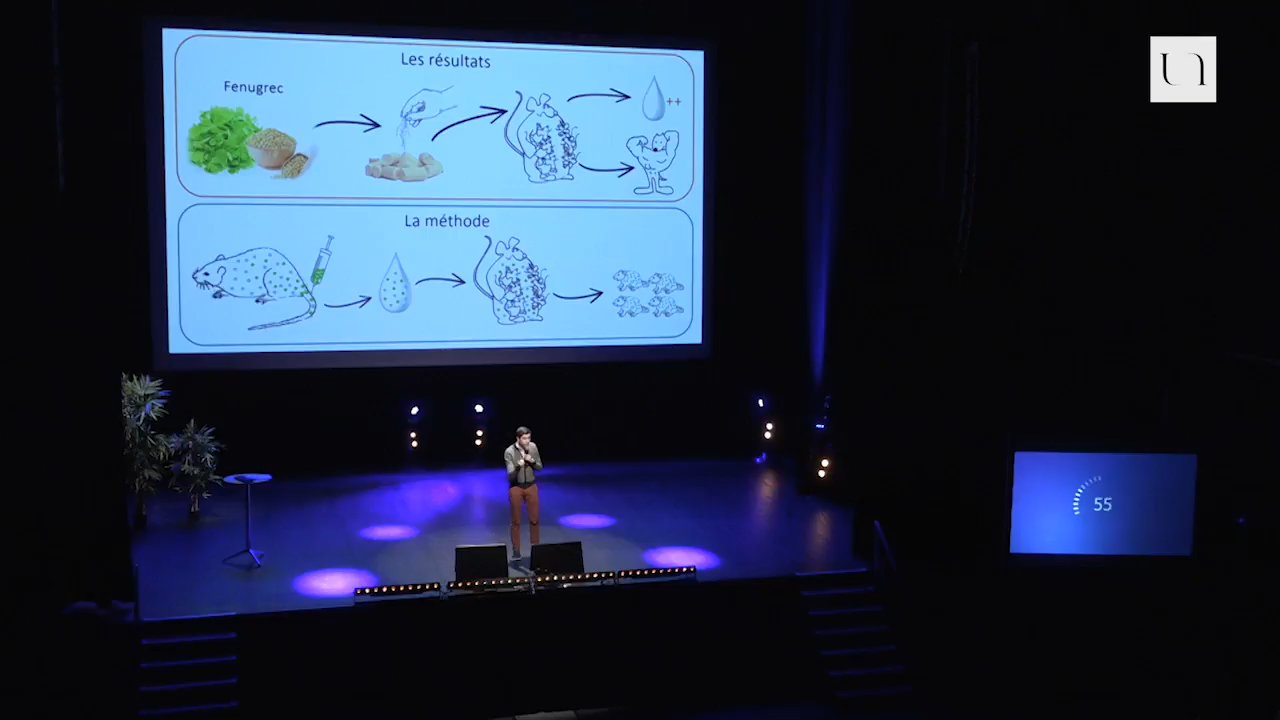 Les résultats
Fenugrec
++
La méthode
55